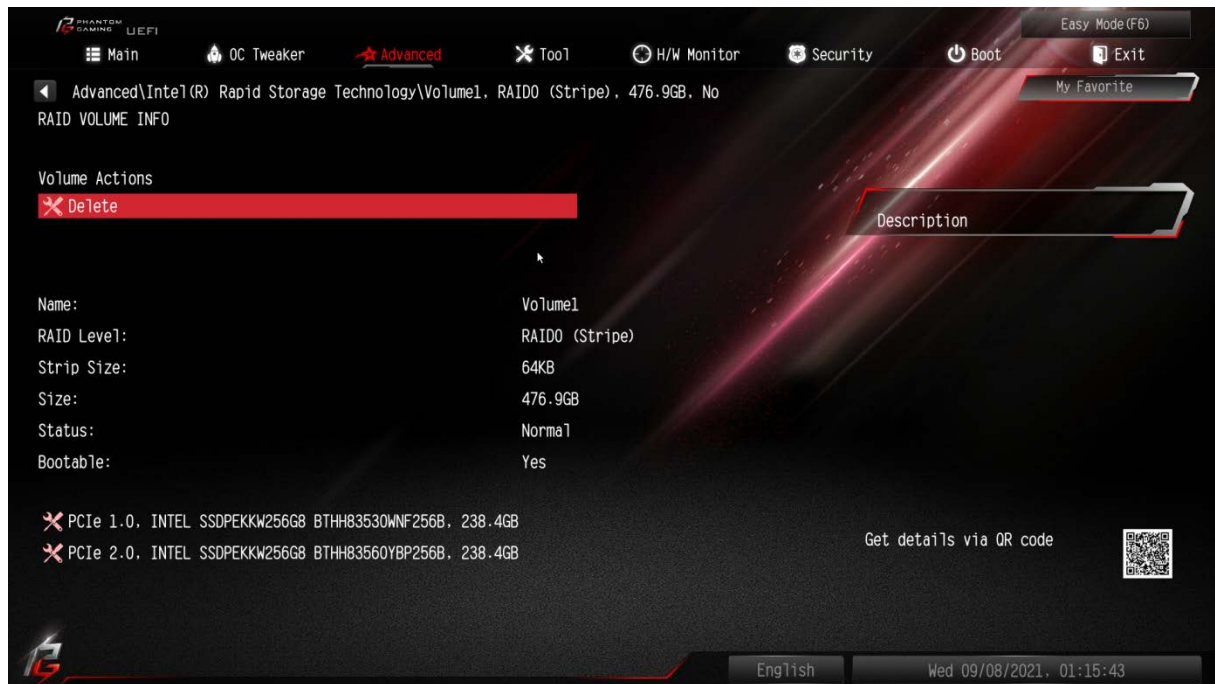 PHANTOM GAMING UEFI
Easy Mode(F6)
Main OC Tweaker Advanced Tool H/W Monitor Security Boot Exit
Advanced\Intel(R) Rapid Storage Technology\Volume1, RAID0 (Stripe), 476.9GB, No
My Favorite
RAID VOLUME INFO
Volume Actions
Delete
Description
Name: Volume1
RAID Level: RAID0 (Stripe)
Strip Size: 64KB
Size: 476.9GB
Status: Normal
Bootable: Yes
PCIe 1.0, INTEL SSDPEKKW256G8 BTHH83530WNF256B, 238.4GB
PCIe 2.0, INTEL SSDPEKKW256G8 BTHH83560YBP256B, 238.4GB
Get details via QR code
English
Wed 09/08/2021, 01:15:43